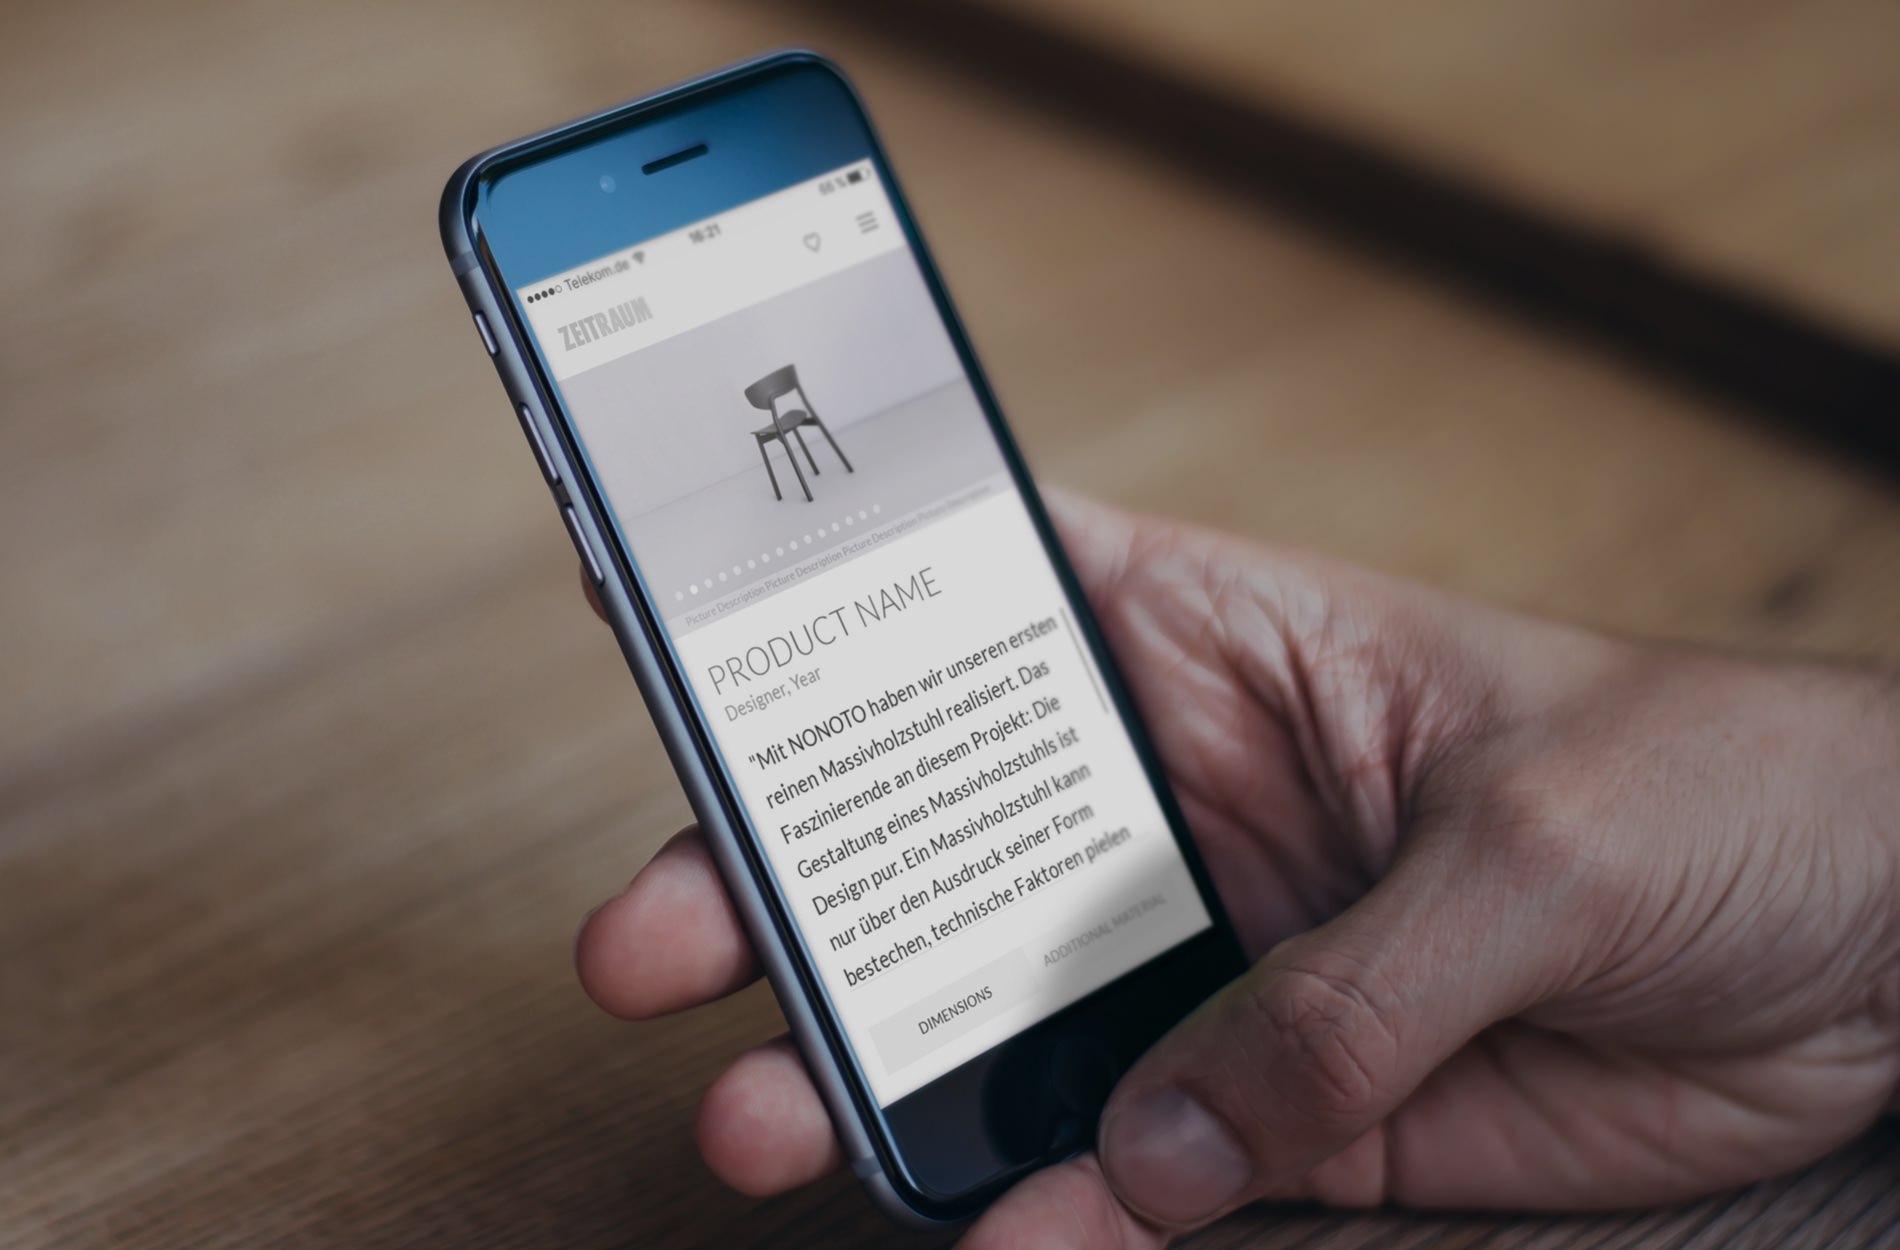 Telekom.de 16:21 66 %
ZEITRAUM
Picture Description Picture Description Picture Description Picture Description
PRODUCT NAME
Designer, Year
"Mit NONOTO haben wir unseren ersten
reinen Massivholzstuhl realisiert. Das
Faszinierende an diesem Projekt: Die
Gestaltung eines Massivholzstuhls ist
Design pur. Ein Massivholzstuhl kann
nur über den Ausdruck seiner Form
bestechen, technische Faktoren pielen
DIMENSIONS ADDITIONAL MATERIAL